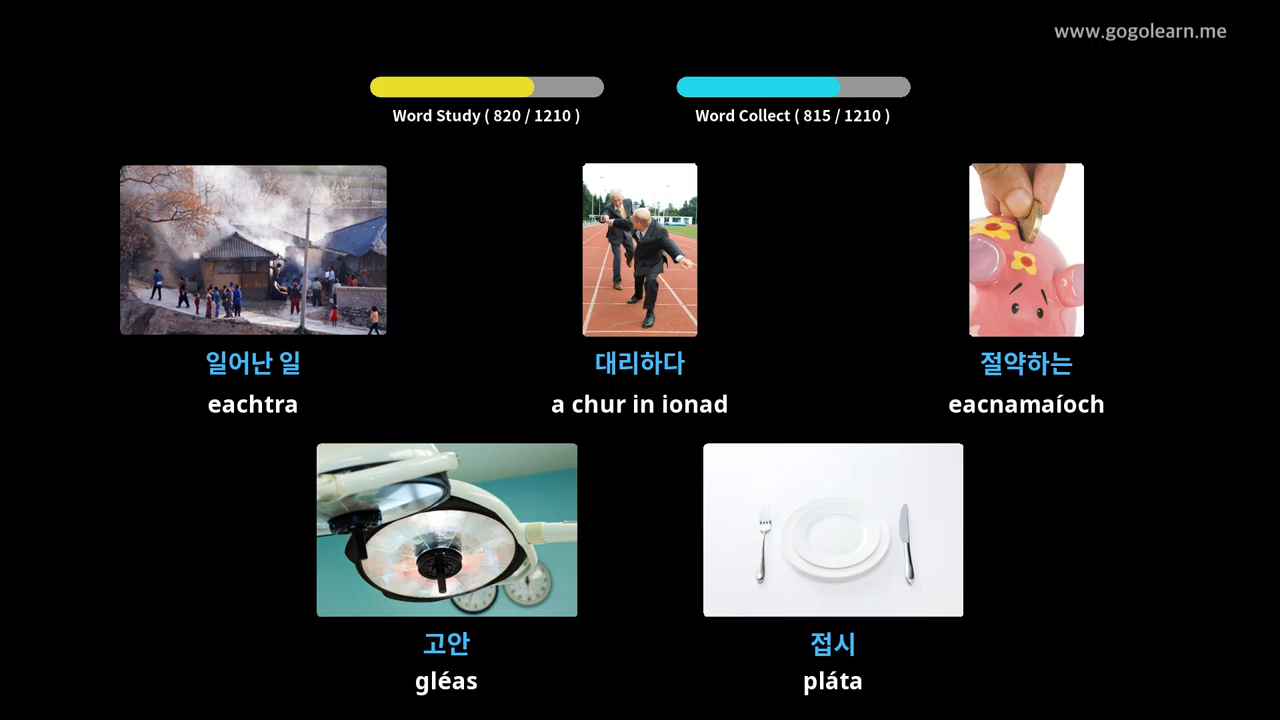 www.gogolearn.me
Word Study ( 820 / 1210 )
Word Collect ( 815 / 1210 )
일어난 일
eachtra
대리하다
a chur in ionad
절약하는
eacnamaíoch
고안
gléas
접시
pláta